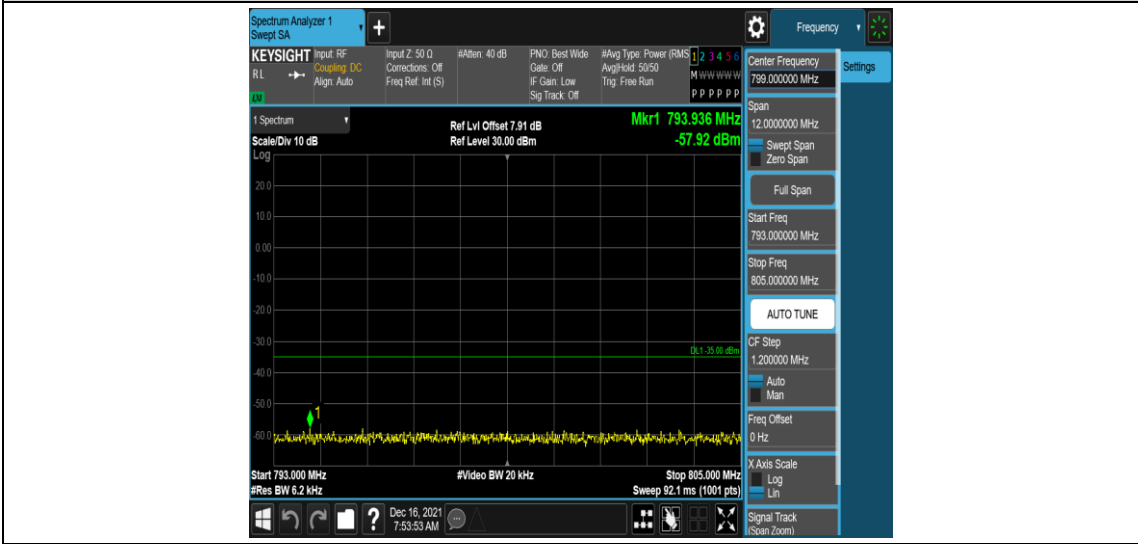 Spectrum Analyzer 1
Swept SA
+
Frequency
KEYSIGHT
RL
LM
Input: RF
Coupling: DC
Align: Auto
Input Z: 50 Ω
Corrections: Off
Freq Ref: Int (S)
#Atten: 40 dB
PNO: Best Wide
Gate: Off
IF Gain: Low
Sig Track: Off
#Avg Type: Power (RMS
Avg|Hold: 50/50
Trig: Free Run
1 2 3 4 5 6
M W W W W W
P P P P P P
1 Spectrum
Scale/Div 10 dB
Log
Ref Lvl Offset 7.91 dB
Ref Level 30.00 dBm
Mkr1 793.936 MHz
-57.92 dBm
20.0
10.0
0.00
-10.0
-20.0
-30.0
DL1 -35.00 dBm
-40.0
-50.0
1
-60.0
Start 793.000 MHz
#Res BW 6.2 kHz
#Video BW 20 kHz
Stop 805.000 MHz
Sweep 92.1 ms (1001 pts)
?
Dec 16, 2021
7:53:53 AM
Center Frequency
799.000000 MHz
Settings
Span
12.0000000 MHz
Swept Span
Zero Span
Full Span
Start Freq
793.000000 MHz
Stop Freq
805.000000 MHz
AUTO TUNE
CF Step
1.200000 MHz
Auto
Man
Freq Offset
0 Hz
X Axis Scale
Log
Lin
Signal Track
(Span Zoom)